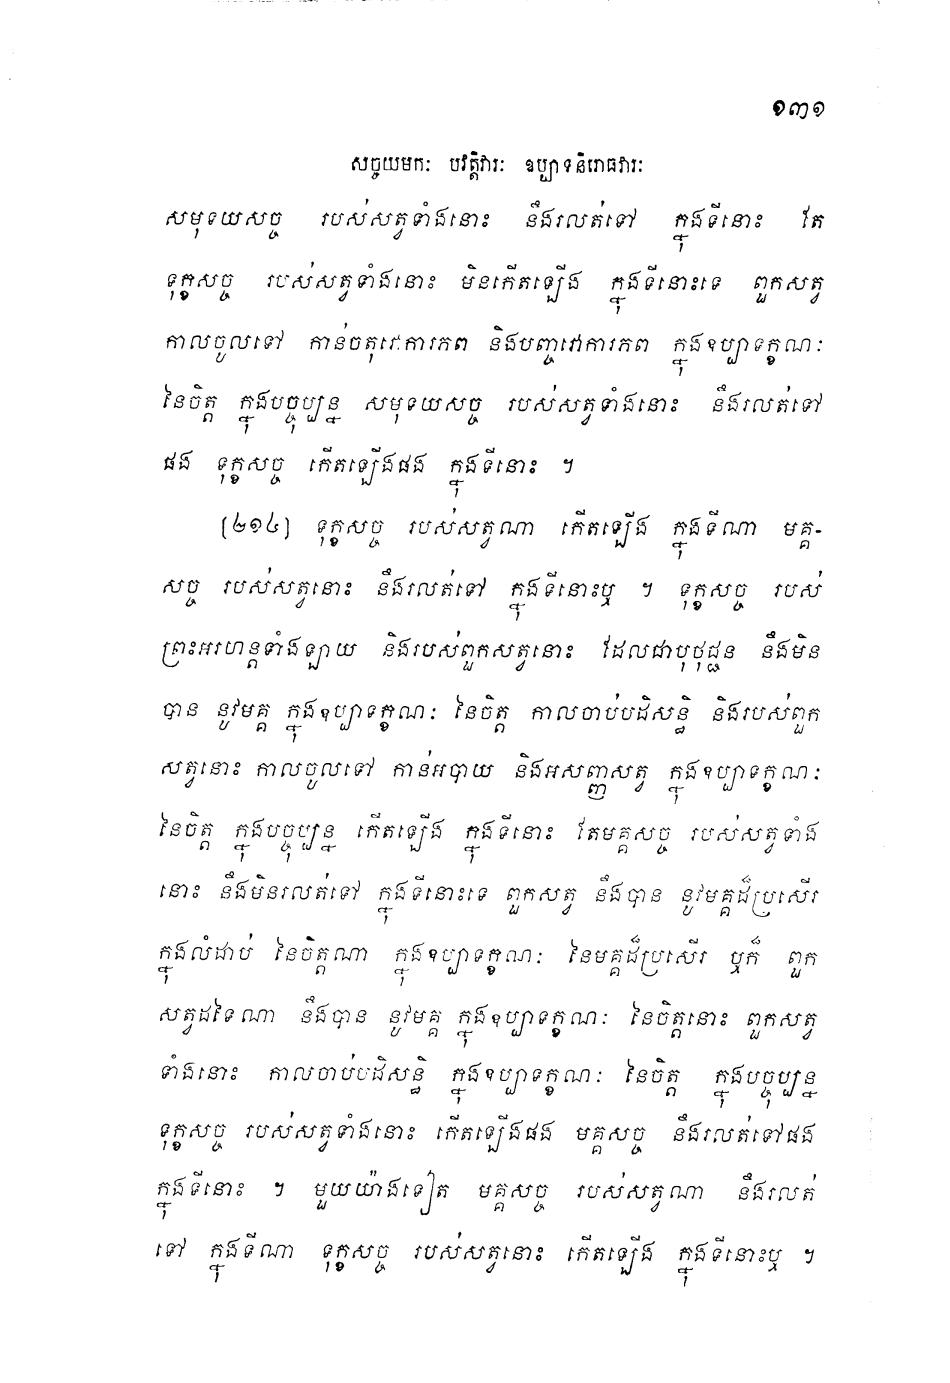 ១៣១
សច្ចយមកៈ បវត្តិវារៈ ឧប្បាទនិរោធវារៈ
សមុទយសច្ច របស់សត្វទាំងនោះ នឹងរលត់ទៅ ក្នុងទីនោះ តែ
ទុក្ខសច្ច របស់សត្វទាំងនោះ មិនកើតឡើង ក្នុងទីនោះទេ ពួកសត្វ
កាលចូលទៅ កាន់ចតុវោការភព និងបញ្ចវោការភព ក្នុងឧប្បាទក្ខណៈ
នៃចិត្ត ក្នុងបច្ចុប្បន្ន សមុទយសច្ច របស់សត្វទាំងនោះ នឹងរលត់ទៅ
ផង ទុក្ខសច្ច កើតឡើងផង ក្នុងទីនោះ ។
(២១៤) ទុក្ខសច្ច របស់សត្វណា កើតឡើង ក្នុងទីណា មគ្គ-
សច្ច របស់សត្វនោះ នឹងរលត់ទៅ ក្នុងទីនោះឬ ។ ទុក្ខសច្ច របស់
ព្រះអរហន្តទាំងឡាយ និងរបស់ពួកសត្វនោះ ដែលជាបុថុជ្ជន នឹងមិន
បាន នូវមគ្គ ក្នុងឧប្បាទក្ខណៈ នៃចិត្ត កាលចាប់បដិសន្ធិ និងរបស់ពួក
សត្វនោះ កាលចូលទៅ កាន់អបាយ និងអសញ្ញសត្វ ក្នុងឧប្បាទក្ខណៈ
នៃចិត្ត ក្នុងបច្ចុប្បន្ន កើតឡើង ក្នុងទីនោះ តែមគ្គសច្ច របស់សត្វទាំង
នោះ នឹងមិនរលត់ទៅ ក្នុងទីនោះទេ ពួកសត្វ នឹងបាន នូវមគ្គដ៏ប្រសើរ
ក្នុងលំដាប់ នៃចិត្តណា ក្នុងឧប្បាទក្ខណៈ នៃមគ្គដ៏ប្រសើរ ឬក៏ ពួក
សត្វដទៃណា នឹងបាន នូវមគ្គ ក្នុងឧប្បាទក្ខណៈ នៃចិត្តនោះ ពួកសត្វ
ទាំងនោះ កាលចាប់បដិសន្ធិ ក្នុងឧប្បាទក្ខណៈ នៃចិត្ត ក្នុងបច្ចុប្បន្ន
ទុក្ខសច្ច របស់សត្វទាំងនោះ កើតឡើងផង មគ្គសច្ច នឹងរលត់ទៅផង
ក្នុងទីនោះ ។ មួយយ៉ាងទៀត មគ្គសច្ច របស់សត្វណា នឹងរលត់
ទៅ ក្នុងទីណា ទុក្ខសច្ច របស់សត្វនោះ កើតឡើង ក្នុងទីនោះឬ ។